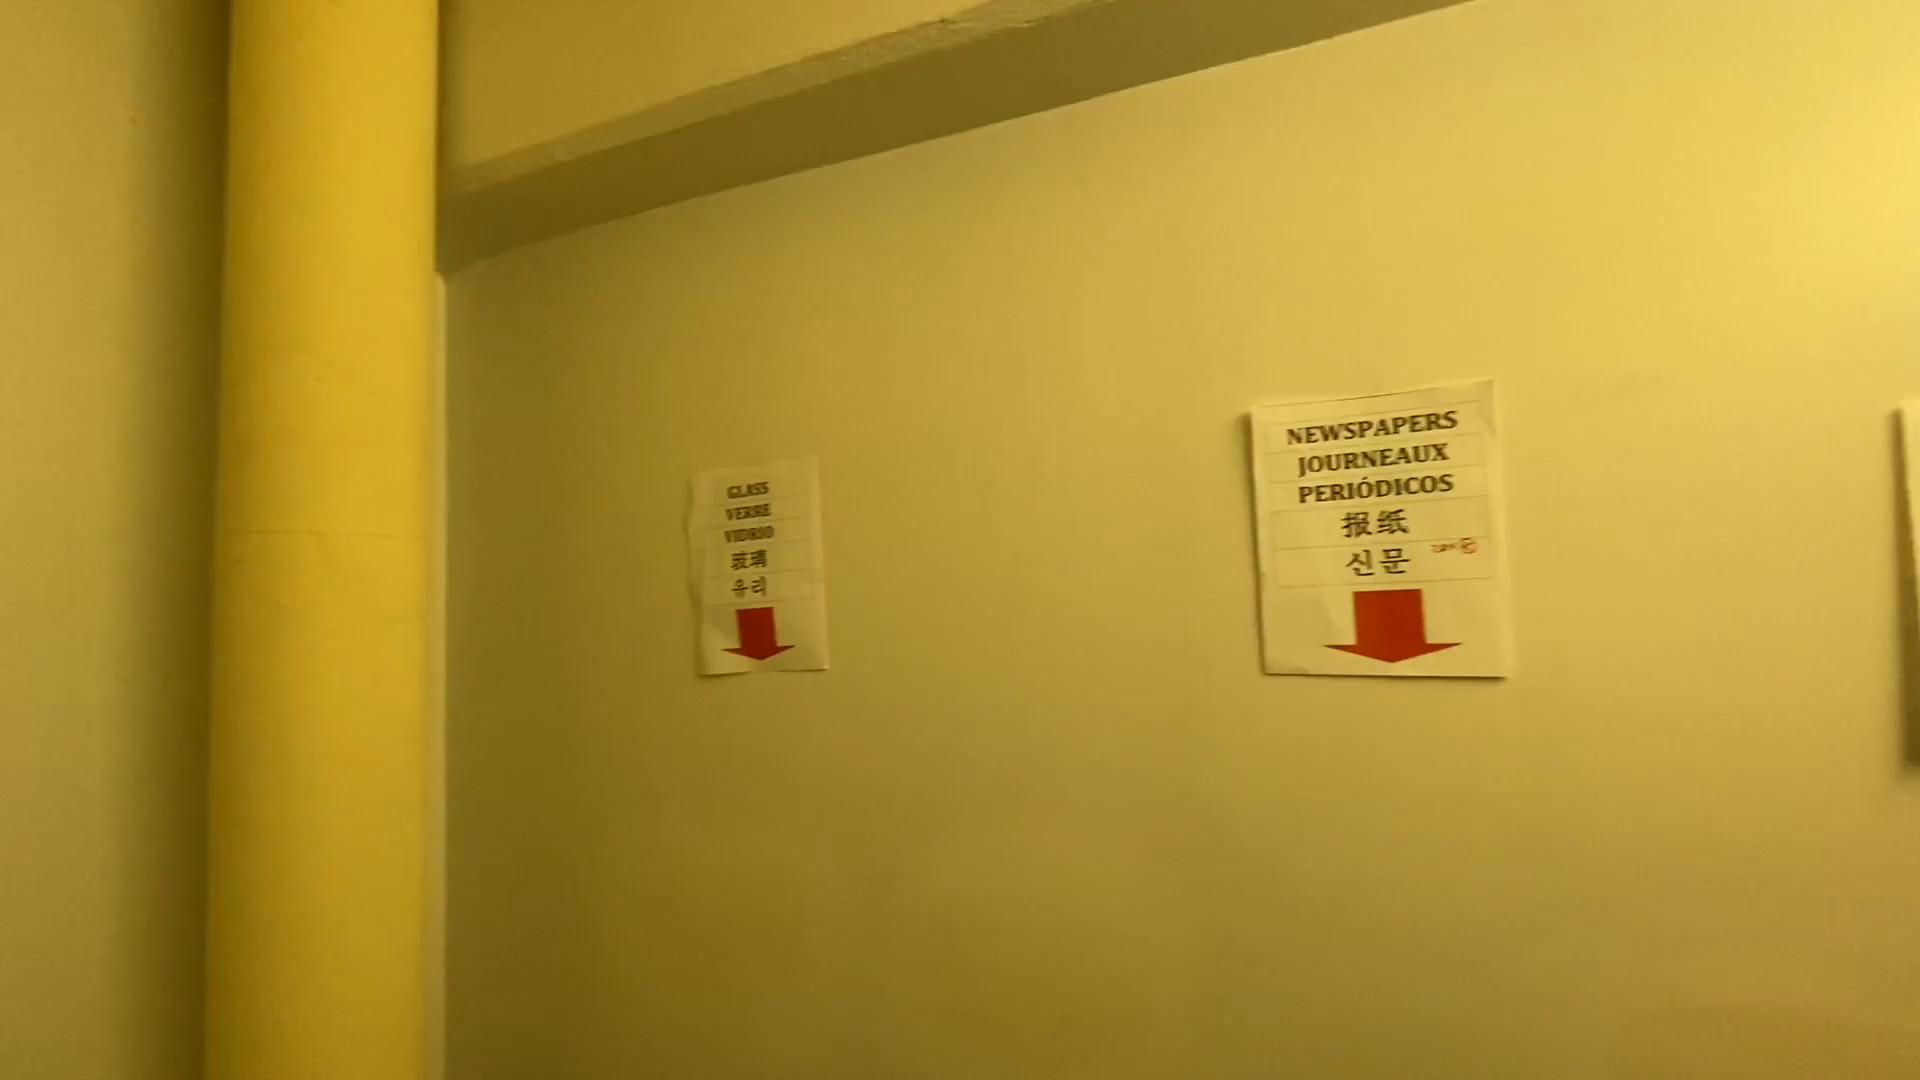 GLASS
VERRE
VIDRIO
玻璃
유리
NEWSPAPERS
JOURNEAUX
PERIÓDICOS
报纸
신문